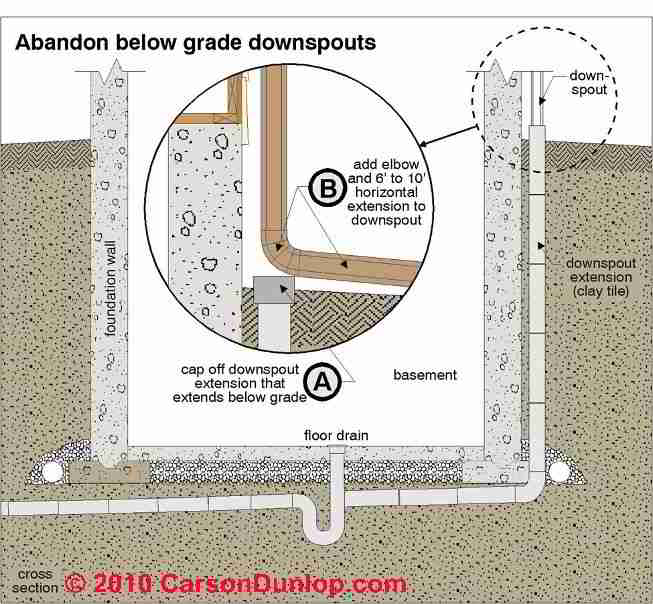 Abandon below grade downspouts
down-
spout
add elbow
and 6' to 10'
horizontal
extension to
downspout
B
foundation wall
downspout
extension
(clay tile)
cap off downspout
extension that
extends below grade
A
basement
floor drain
cross
section
© 2010 CarsonDunlop.com